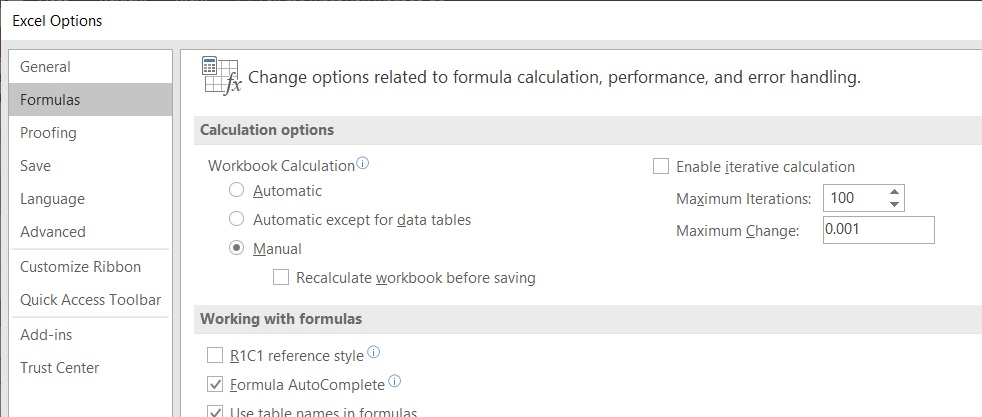 Excel Options
General
Formulas
Proofing
Save
Language
Advanced
Customize Ribbon
Quick Access Toolbar
Add-ins
Trust Center
Change options related to formula calculation, performance, and error handling.
Calculation options
Workbook Calculation
Automatic
Automatic except for data tables
Manual
Recalculate workbook before saving
Enable iterative calculation
Maximum Iterations: 100
Maximum Change: 0.001
Working with formulas
R1C1 reference style
Formula AutoComplete
Use table names in formulas